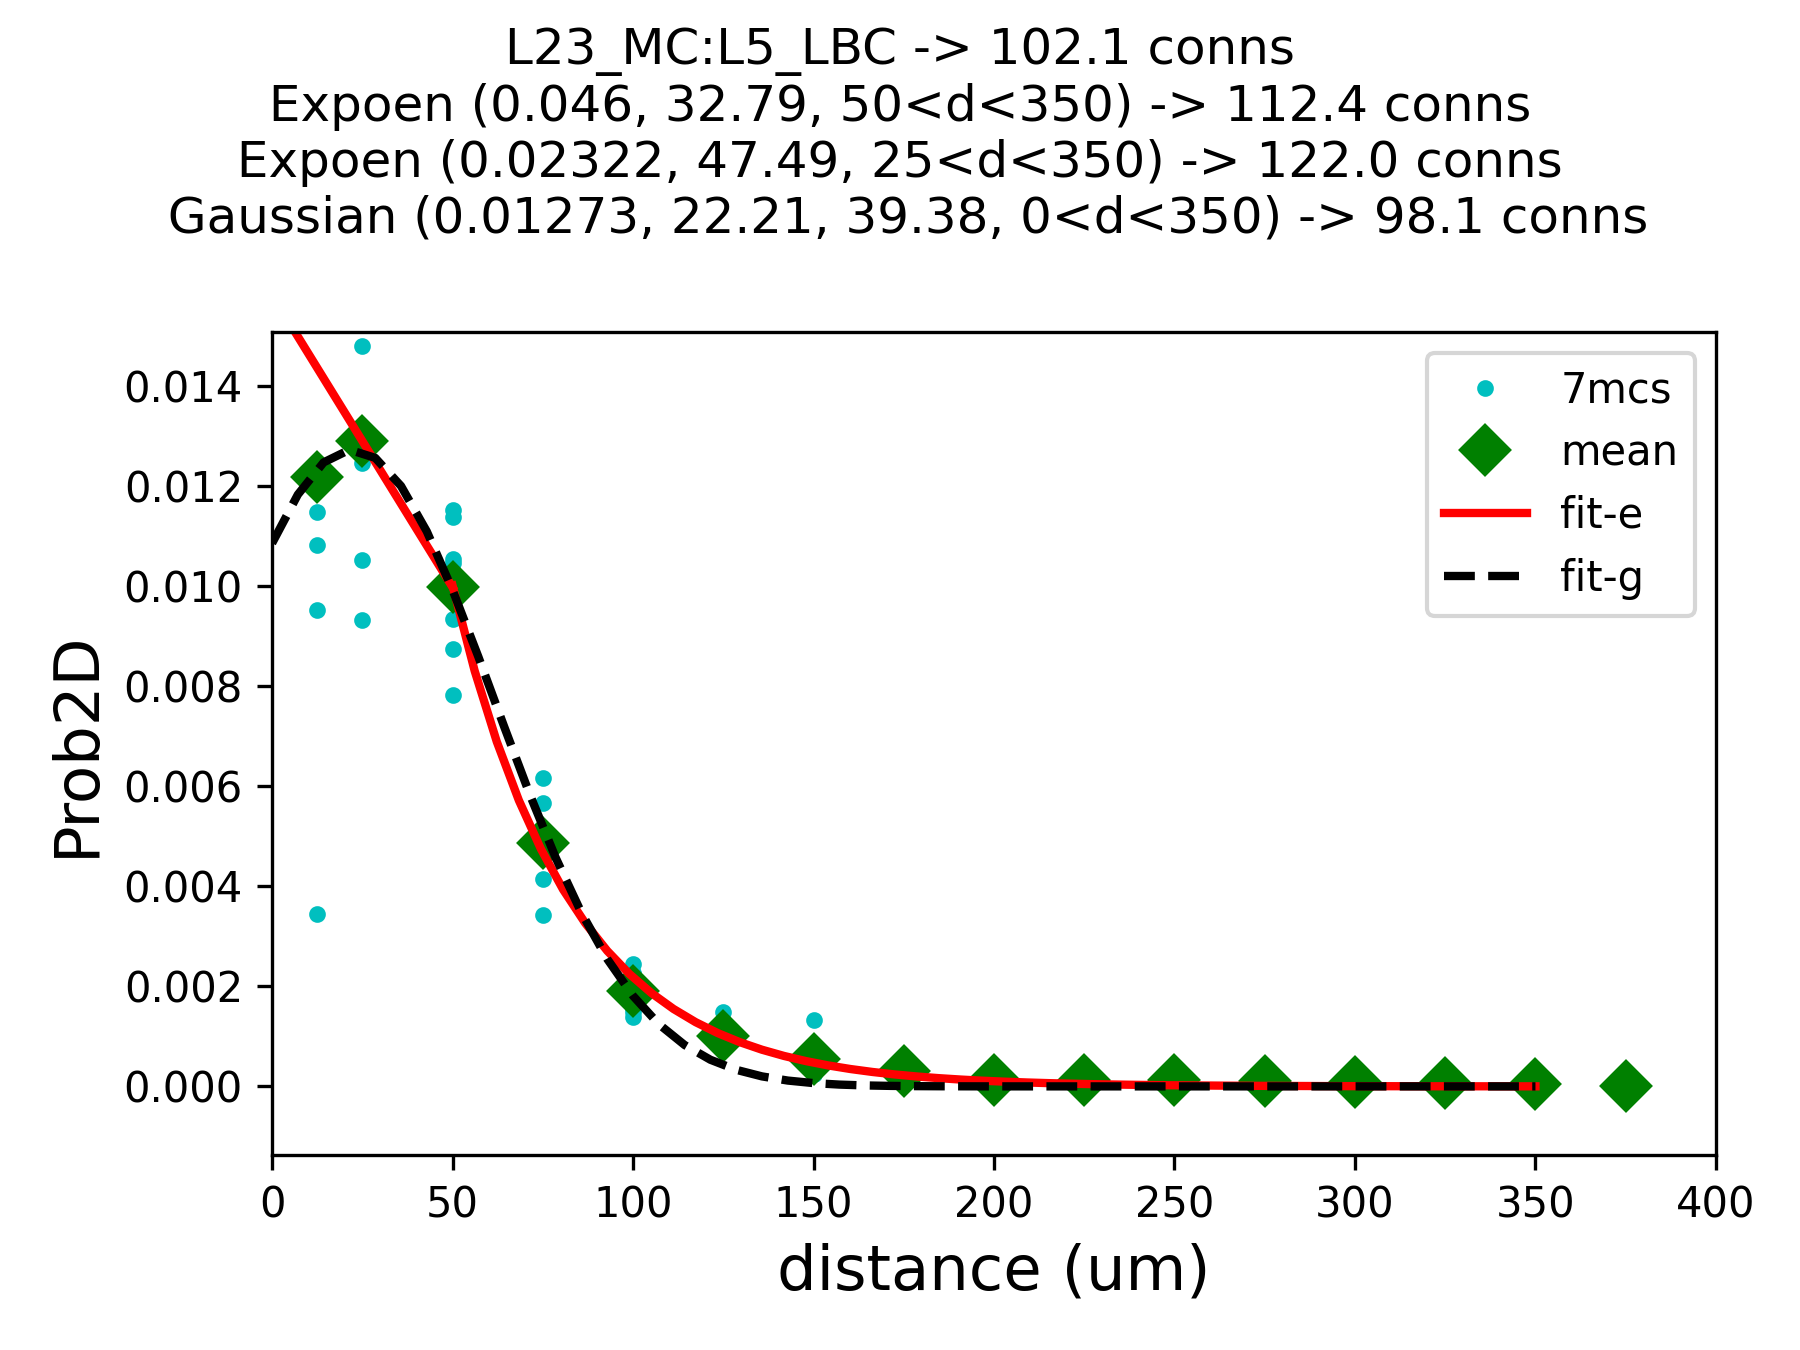 L23_MC:L5_LBC -> 102.1 conns
Expoen (0.046, 32.79, 50<d<350) -> 112.4 conns
Expoen (0.02322, 47.49, 25<d<350) -> 122.0 conns
Gaussian (0.01273, 22.21, 39.38, 0<d<350) -> 98.1 conns
7mcs
mean
fit-e
fit-g
Prob2D
0.014
0.012
0.010
0.008
0.006
0.004
0.002
0.000
0 50 100 150 200 250 300 350 400
distance (um)